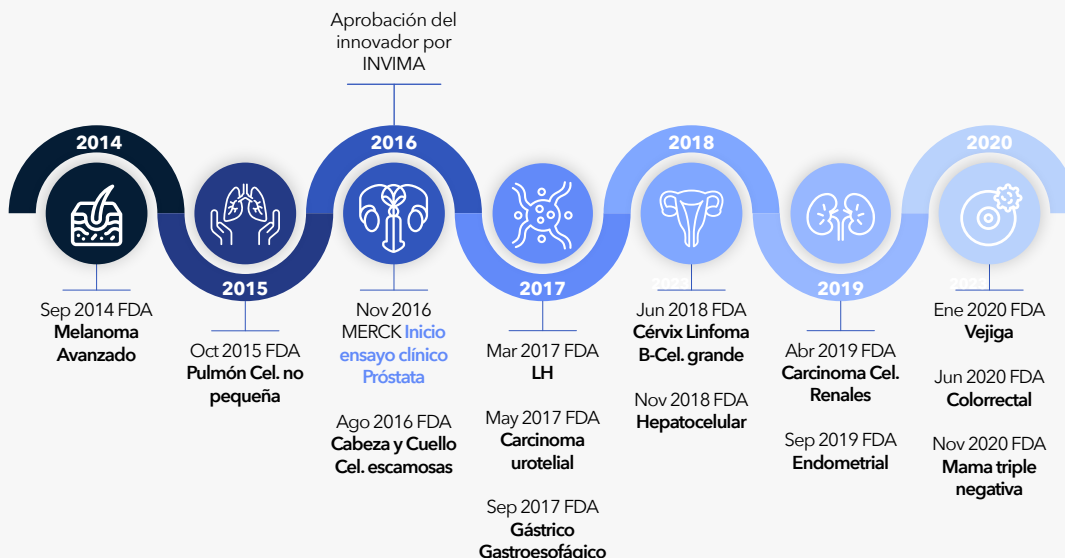 Aprobación del
innovador por
INVIMA
2014
Sep 2014 FDA
Melanoma
Avanzado
2015
Oct 2015 FDA
Pulmón Cel. no
pequeña
2016
Nov 2016
MERCK Inicio
ensayo clínico
Próstata
Ago 2016 FDA
Cabeza y Cuello
Cel. escamosas
2017
Mar 2017 FDA
LH
May 2017 FDA
Carcinoma
urotelial
Sep 2017 FDA
Gástrico
Gastroesofágico
2018
2023
Jun 2018 FDA
Cérvix Linfoma
B-Cel. grande
Nov 2018 FDA
Hepatocelular
2019
Abr 2019 FDA
Carcinoma Cel.
Renales
Sep 2019 FDA
Endometrial
2020
2023
Ene 2020 FDA
Vejiga
Jun 2020 FDA
Colorrectal
Nov 2020 FDA
Mama triple
negativa